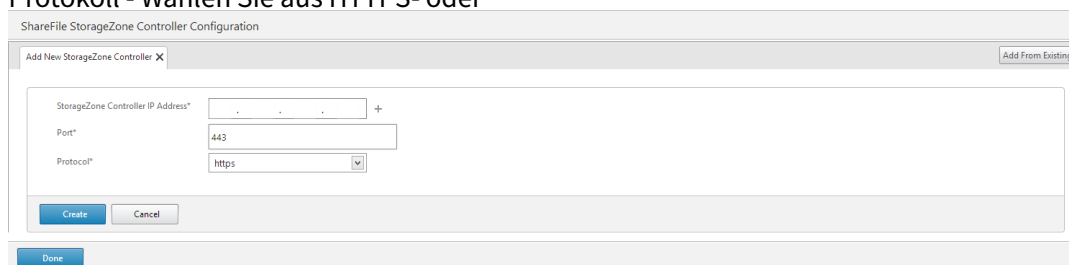 Protokoll - Wählen Sie aus HTTPS- oder
ShareFile StorageZone Controller Configuration
Add New StorageZone Controller X
Add From Existing
StorageZone Controller IP Address*
. . . +
Port*
443
Protocol*
https
Create Cancel
Done